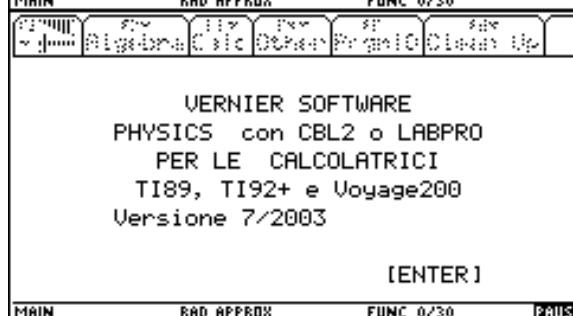 MAIN RAD APPROX FUNC 0/30
Algebra Calc Other PrgmIO Clean Up
VERNIER SOFTWARE
PHYSICS con CBL2 o LABPRO
PER LE CALCOLATRICI
TI89, TI92+ e Voyage200
Versione 7/2003
[ENTER]
MAIN RAD APPROX FUNC 0/30 PAUS